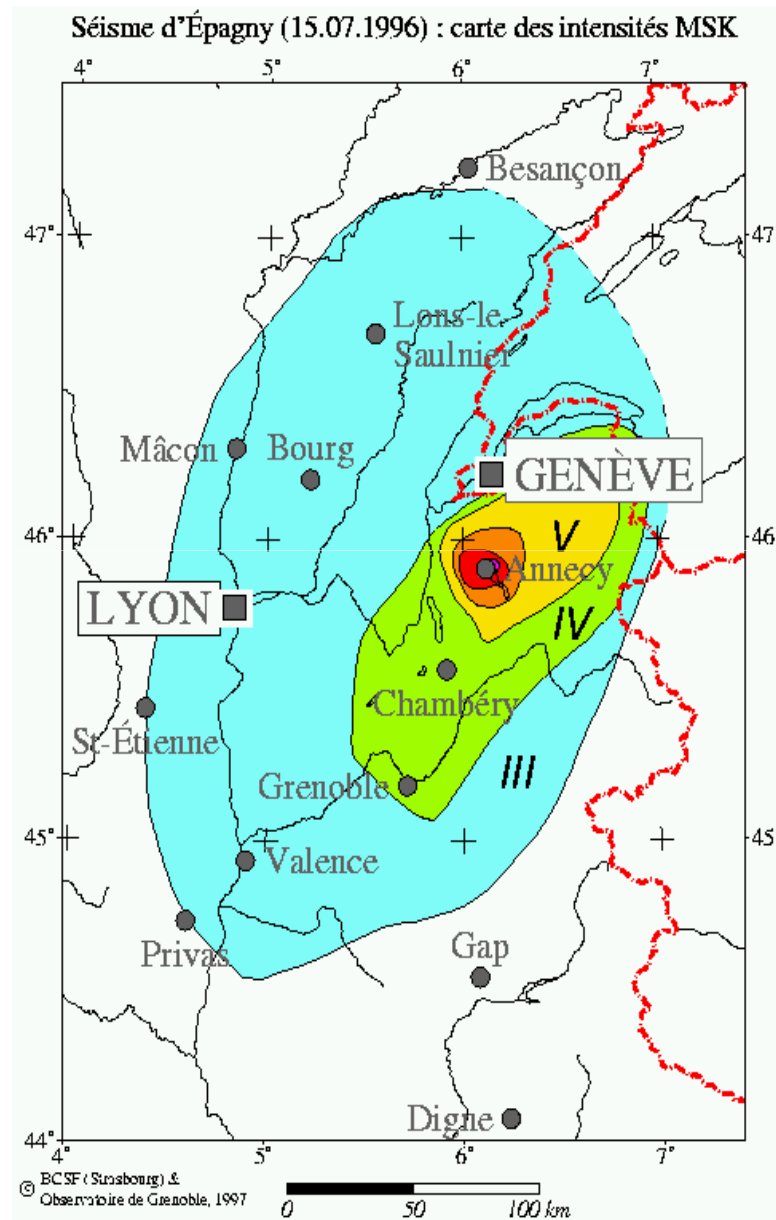 Séisme d'Épagny (15.07.1996) : carte des intensités MSK
4° 5° 6° 7°
Besançon
47° 47
Lons-le-
Saulnier
Mâcon Bourg
GENÈVE
46° 46
V
Annecy
LYON
IV
Chambéry
St-Étienne
III
Grenoble
45° 45
Valence
Privas
Gap
Digne
44°
4° 5° 6° 7°
© BCSF (Strasbourg) &
Observatoire de Grenoble, 1997
0 50 100 km